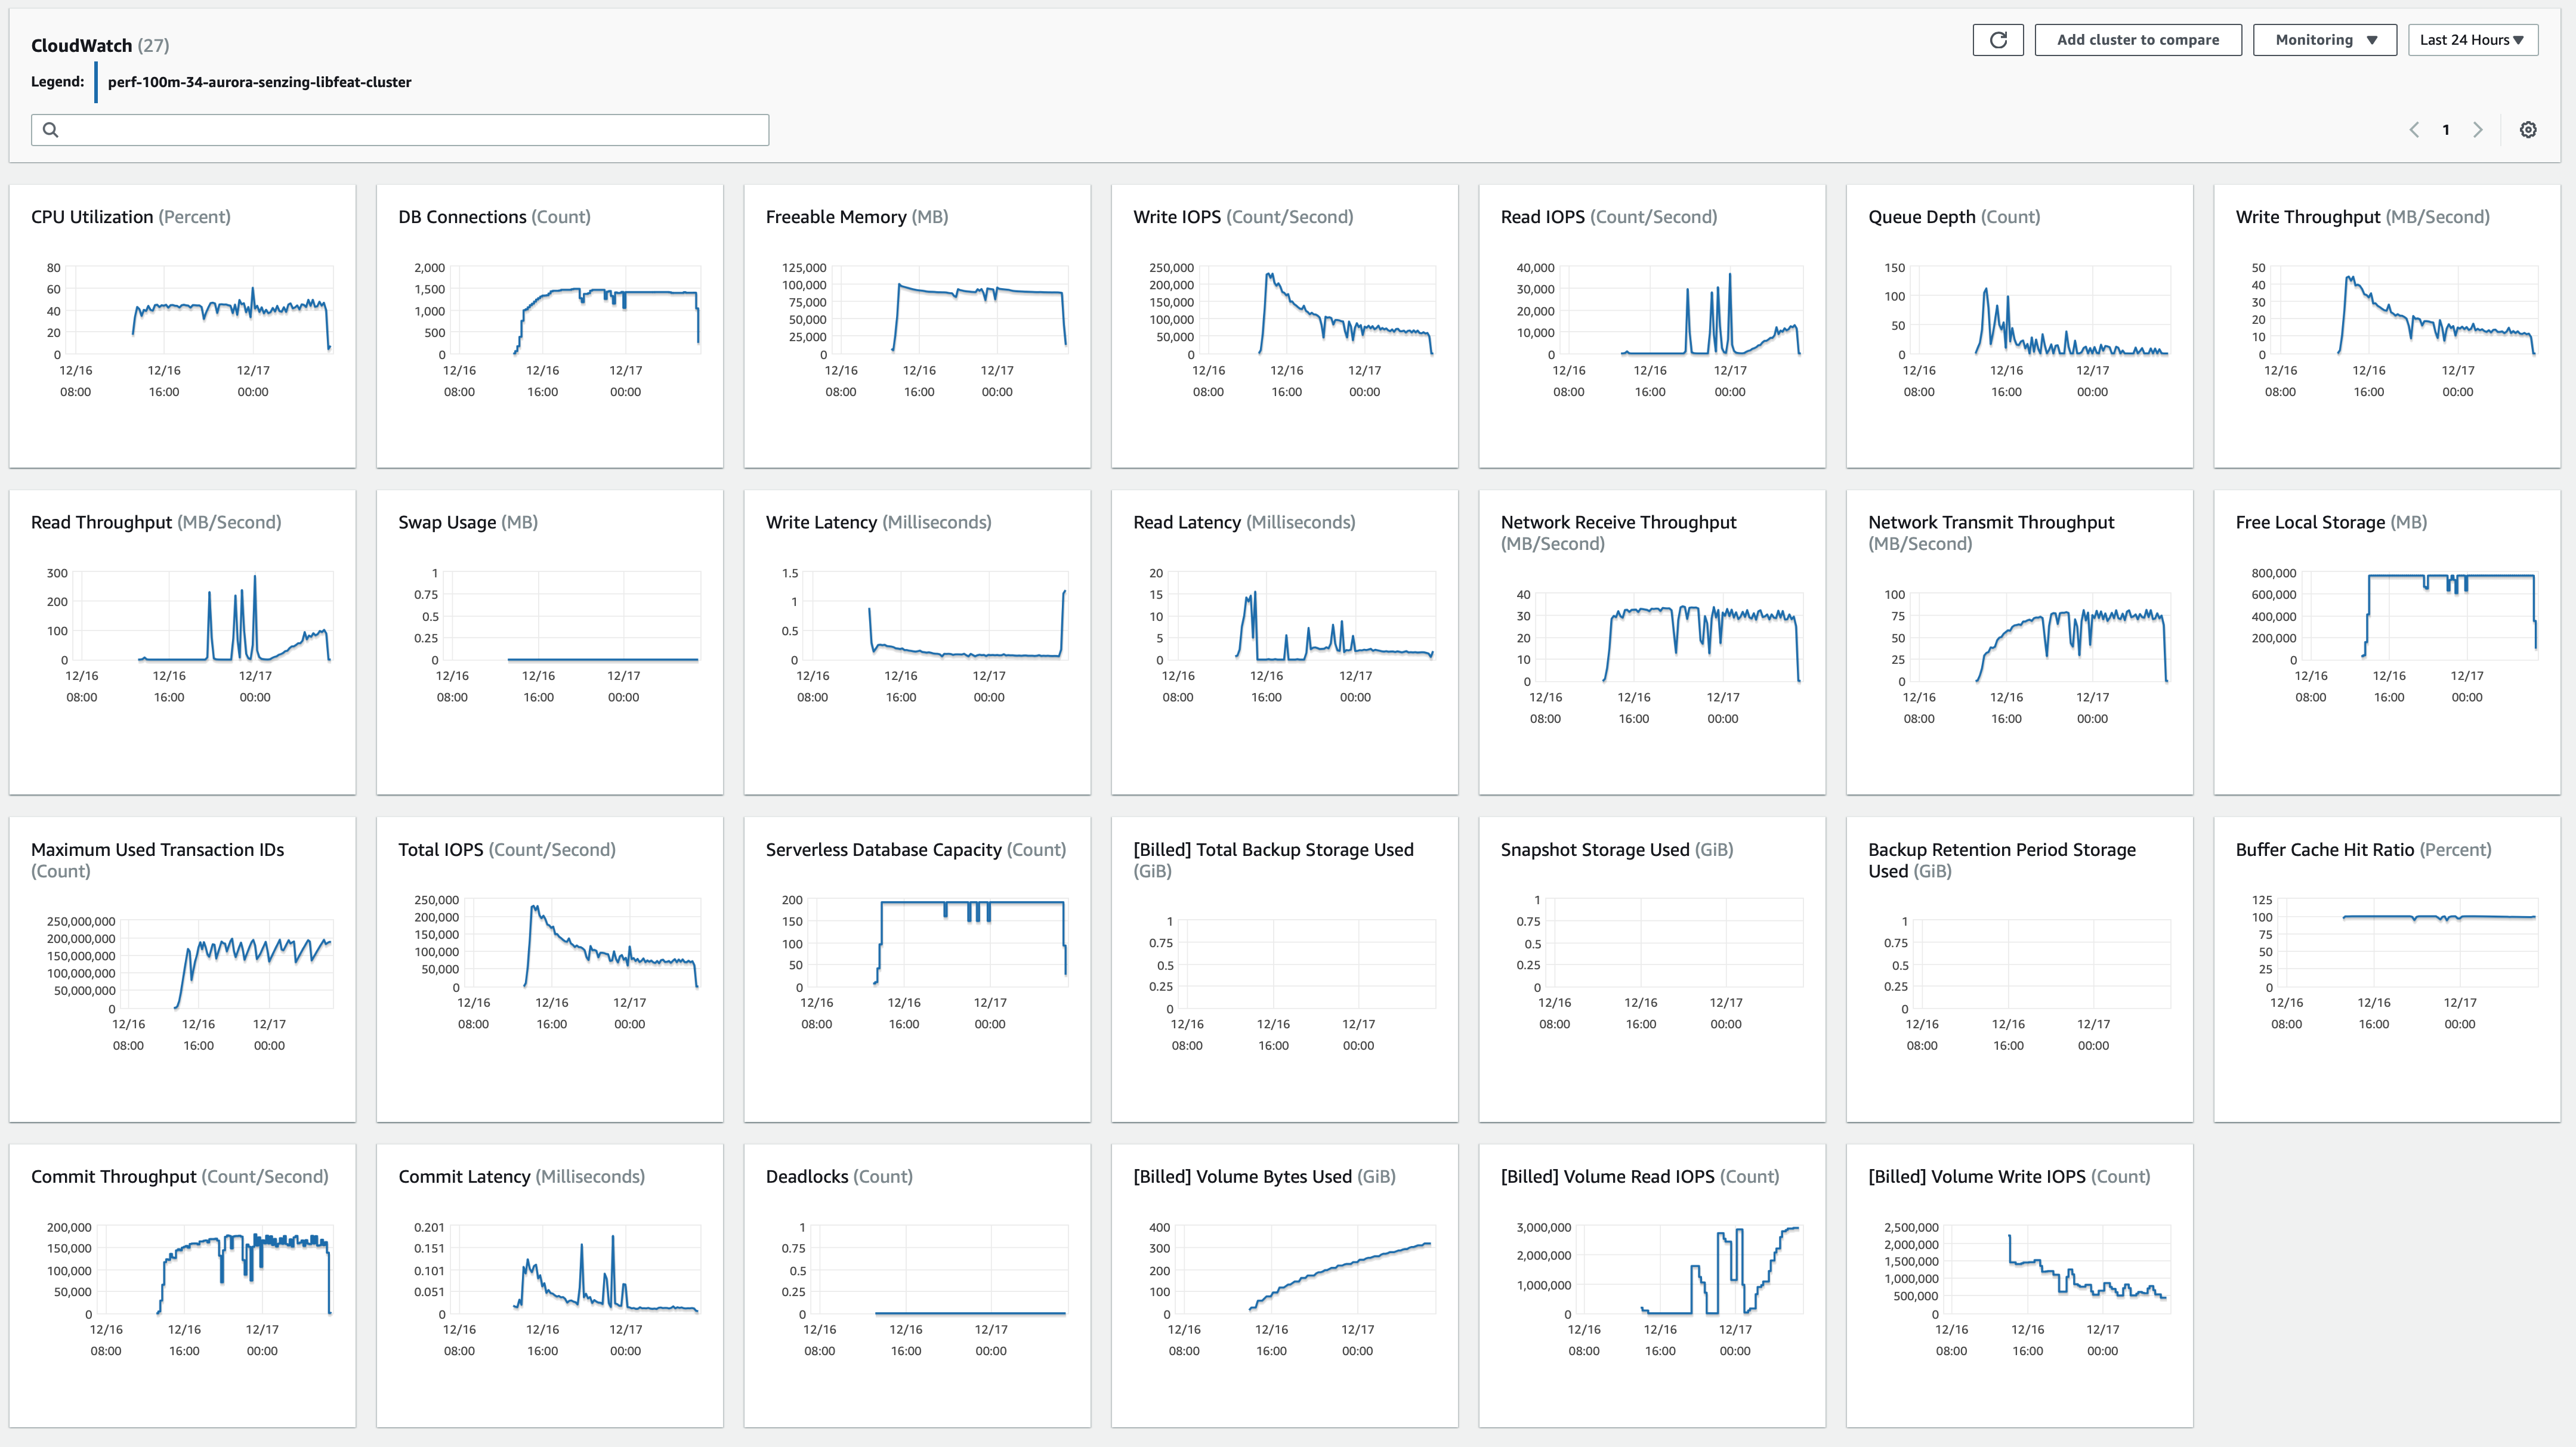 CloudWatch (27)
Add cluster to compare
Monitoring
Last 24 Hours
Legend:
perf-100m-34-aurora-senzing-libfeat-cluster
1
CPU Utilization (Percent)
80
60
40
20
0
12/16 12/16 12/17
08:00 16:00 00:00
DB Connections (Count)
2,000
1,500
1,000
500
0
12/16 12/16 12/17
08:00 16:00 00:00
Freeable Memory (MB)
125,000
100,000
75,000
50,000
25,000
0
12/16 12/16 12/17
08:00 16:00 00:00
Write IOPS (Count/Second)
250,000
200,000
150,000
100,000
50,000
0
12/16 12/16 12/17
08:00 16:00 00:00
Read IOPS (Count/Second)
40,000
30,000
20,000
10,000
0
12/16 12/16 12/17
08:00 16:00 00:00
Queue Depth (Count)
150
100
50
0
12/16 12/16 12/17
08:00 16:00 00:00
Write Throughput (MB/Second)
50
40
30
20
10
0
12/16 12/16 12/17
08:00 16:00 00:00
Read Throughput (MB/Second)
300
200
100
0
12/16 12/16 12/17
08:00 16:00 00:00
Swap Usage (MB)
1
0.75
0.5
0.25
0
12/16 12/16 12/17
08:00 16:00 00:00
Write Latency (Milliseconds)
1.5
1
0.5
0
12/16 12/16 12/17
08:00 16:00 00:00
Read Latency (Milliseconds)
20
15
10
5
0
12/16 12/16 12/17
08:00 16:00 00:00
Network Receive Throughput
(MB/Second)
40
30
20
10
0
12/16 12/16 12/17
08:00 16:00 00:00
Network Transmit Throughput
(MB/Second)
100
75
50
25
0
12/16 12/16 12/17
08:00 16:00 00:00
Free Local Storage (MB)
800,000
600,000
400,000
200,000
0
12/16 12/16 12/17
08:00 16:00 00:00
Maximum Used Transaction IDs
(Count)
250,000,000
200,000,000
150,000,000
100,000,000
50,000,000
0
12/16 12/16 12/17
08:00 16:00 00:00
Total IOPS (Count/Second)
250,000
200,000
150,000
100,000
50,000
0
12/16 12/16 12/17
08:00 16:00 00:00
Serverless Database Capacity (Count)
200
150
100
50
0
12/16 12/16 12/17
08:00 16:00 00:00
[Billed] Total Backup Storage Used
(GiB)
1
0.75
0.5
0.25
0
12/16 12/16 12/17
08:00 16:00 00:00
Snapshot Storage Used (GiB)
1
0.75
0.5
0.25
0
12/16 12/16 12/17
08:00 16:00 00:00
Backup Retention Period Storage
Used (GiB)
1
0.75
0.5
0.25
0
12/16 12/16 12/17
08:00 16:00 00:00
Buffer Cache Hit Ratio (Percent)
125
100
75
50
25
0
12/16 12/16 12/17
08:00 16:00 00:00
Commit Throughput (Count/Second)
200,000
150,000
100,000
50,000
0
12/16 12/16 12/17
08:00 16:00 00:00
Commit Latency (Milliseconds)
0.201
0.151
0.101
0.051
0
12/16 12/16 12/17
08:00 16:00 00:00
Deadlocks (Count)
1
0.75
0.5
0.25
0
12/16 12/16 12/17
08:00 16:00 00:00
[Billed] Volume Bytes Used (GiB)
400
300
200
100
0
12/16 12/16 12/17
08:00 16:00 00:00
[Billed] Volume Read IOPS (Count)
3,000,000
2,000,000
1,000,000
0
12/16 12/16 12/17
08:00 16:00 00:00
[Billed] Volume Write IOPS (Count)
2,500,000
2,000,000
1,500,000
1,000,000
500,000
0
12/16 12/16 12/17
08:00 16:00 00:00